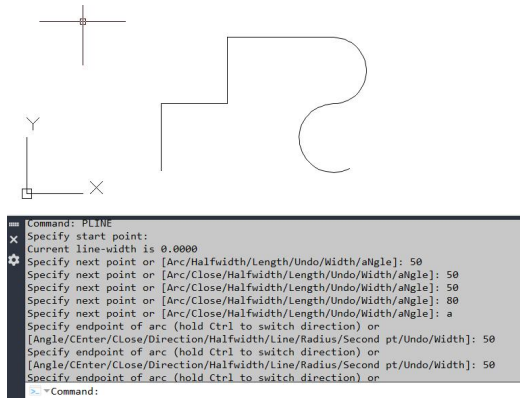 Y
X
Command: PLINE
Specify start point:
Current line-width is 0.0000
Specify next point or [Arc/Halfwidth/Length/Undo/Width/aNgle]: 50
Specify next point or [Arc/Close/Halfwidth/Length/Undo/Width/aNgle]: 50
Specify next point or [Arc/Close/Halfwidth/Length/Undo/Width/aNgle]: 50
Specify next point or [Arc/Close/Halfwidth/Length/Undo/Width/aNgle]: 80
Specify next point or [Arc/Close/Halfwidth/Length/Undo/Width/aNgle]: a
Specify endpoint of arc (hold Ctrl to switch direction) or
[Angle/CEnter/CLose/Direction/Halfwidth/Line/Radius/Second pt/Undo/Width]: 50
Specify endpoint of arc (hold Ctrl to switch direction) or
[Angle/CEnter/CLose/Direction/Halfwidth/Line/Radius/Second pt/Undo/Width]: 50
Specify endpoint of arc (hold Ctrl to switch direction) or
Command: